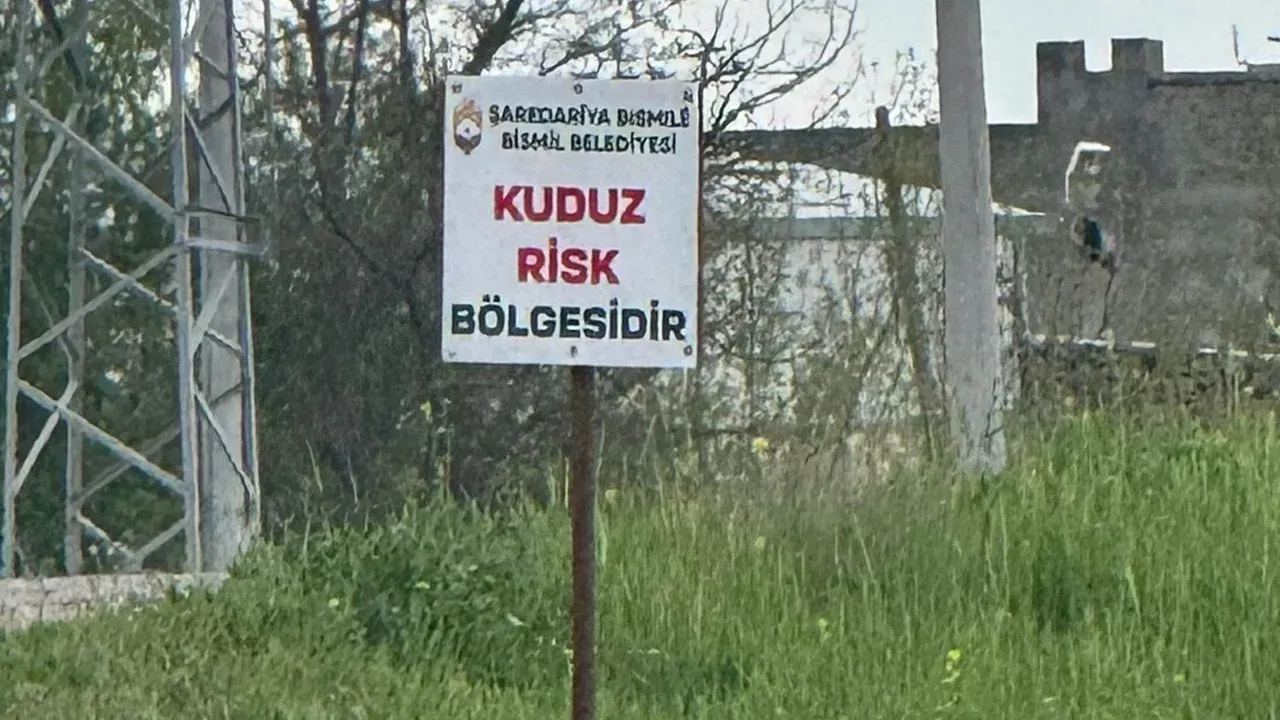 ŞAREDARİYA BISMILÊ
BİSMİL BELEDİYESİ
KUDUZ
RİSK
BÖLGESİDİR